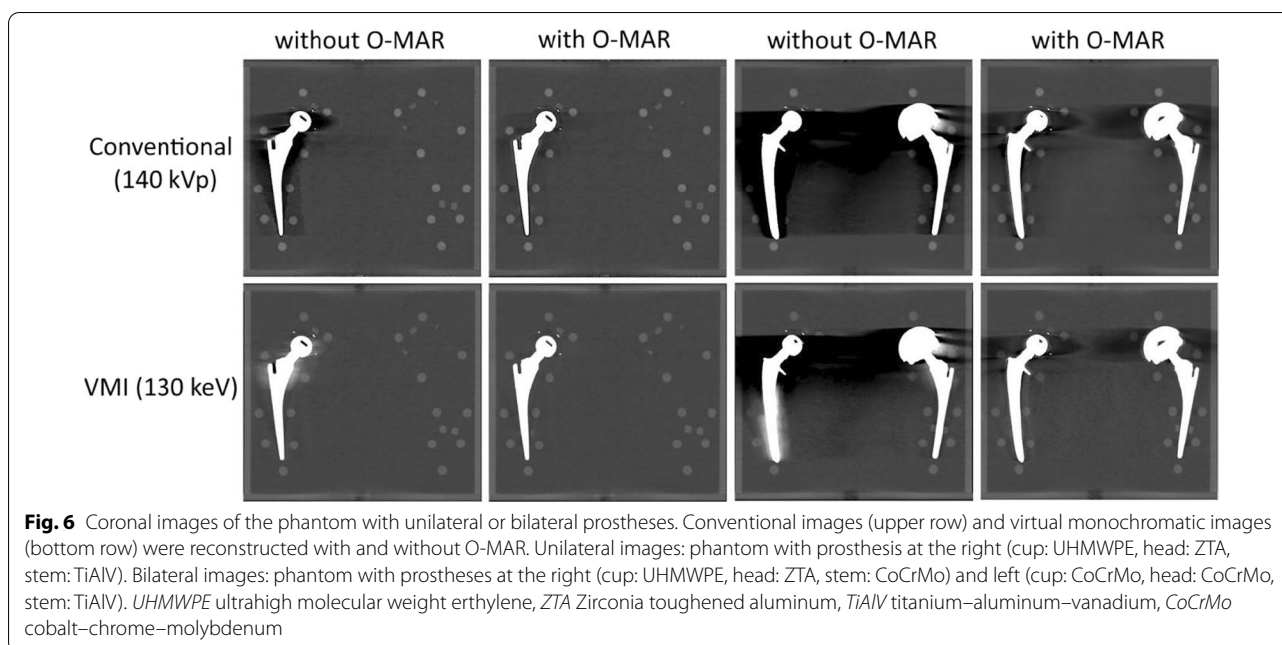 without O-MAR with O-MAR without O-MAR with O-MAR
Conventional
(140 kVp)
VMI (130 keV)
Fig. 6 Coronal images of the phantom with unilateral or bilateral prostheses. Conventional images (upper row) and virtual monochromatic images
(bottom row) were reconstructed with and without O-MAR. Unilateral images: phantom with prosthesis at the right (cup: UHMWPE, head: ZTA,
stem: TiAlV). Bilateral images: phantom with prostheses at the right (cup: UHMWPE, head: ZTA, stem: CoCrMo) and left (cup: CoCrMo, head: CoCrMo,
stem: TiAlV). UHMWPE ultrahigh molecular weight erthylene, ZTA Zirconia toughened aluminum, TiAlV titanium–aluminum–vanadium, CoCrMo
cobalt–chrome–molybdenum